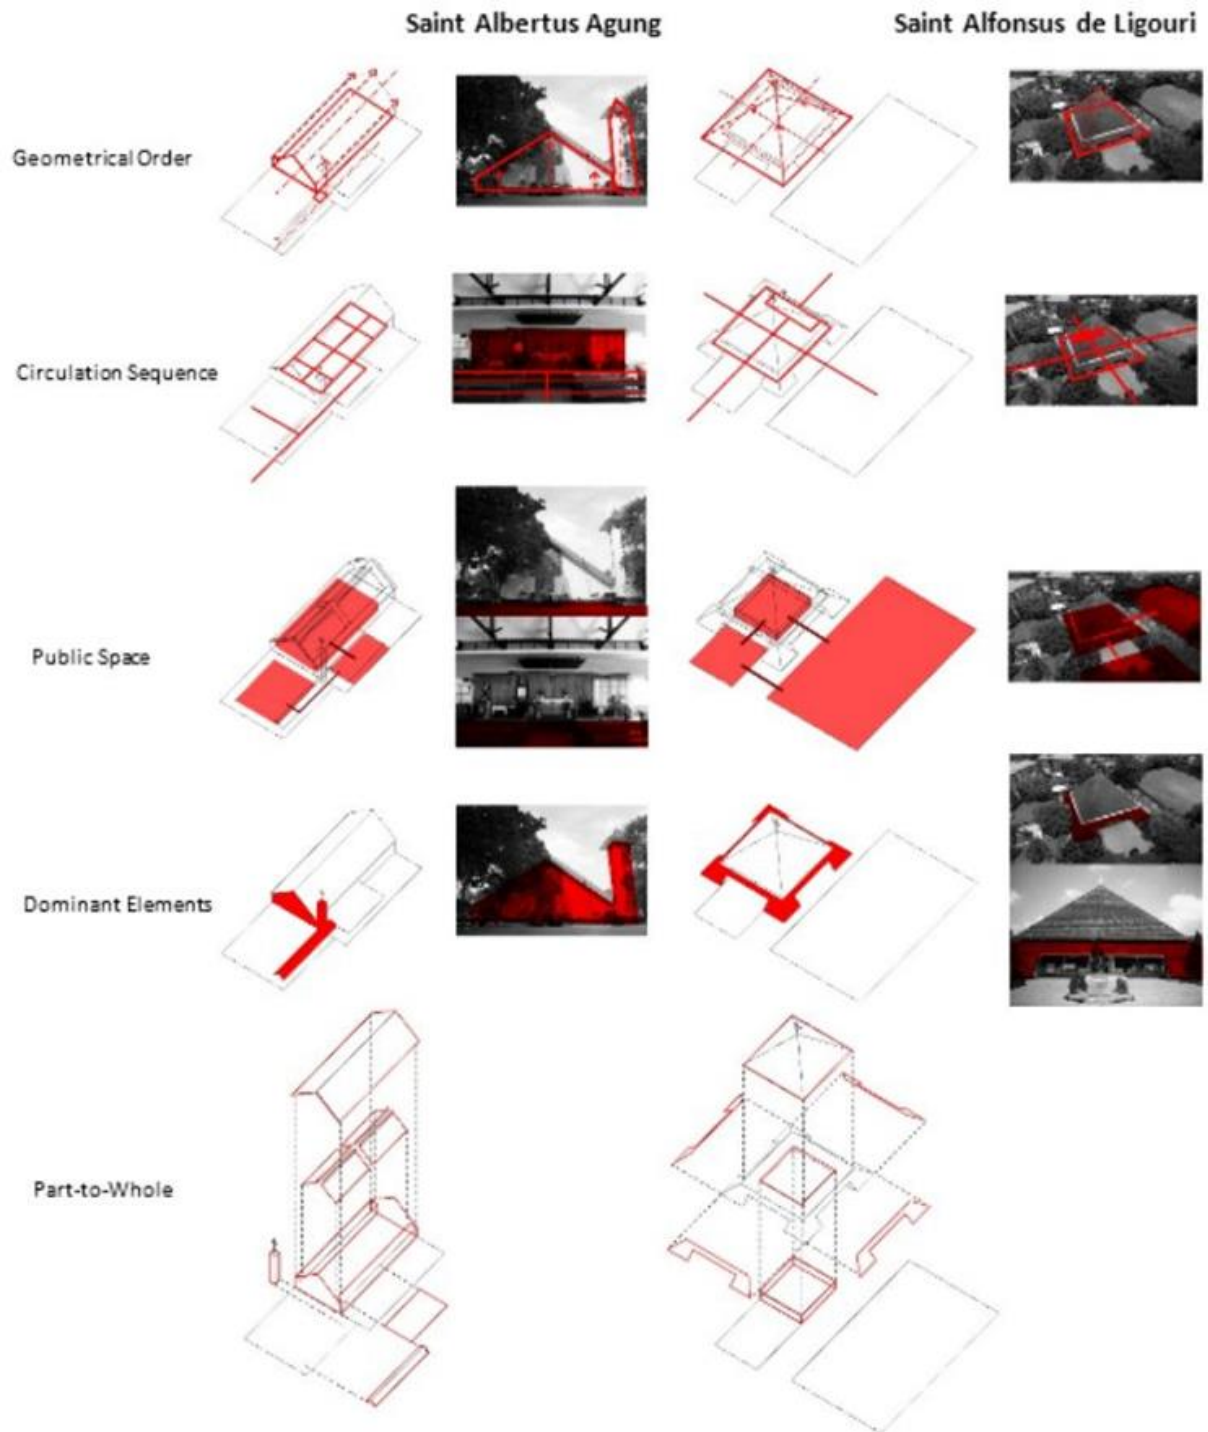 Saint Albertus Agung
Saint Alfonsus de Ligouri
Geometrical Order
Circulation Sequence
Public Space
Dominant Elements
Part-to-Whole